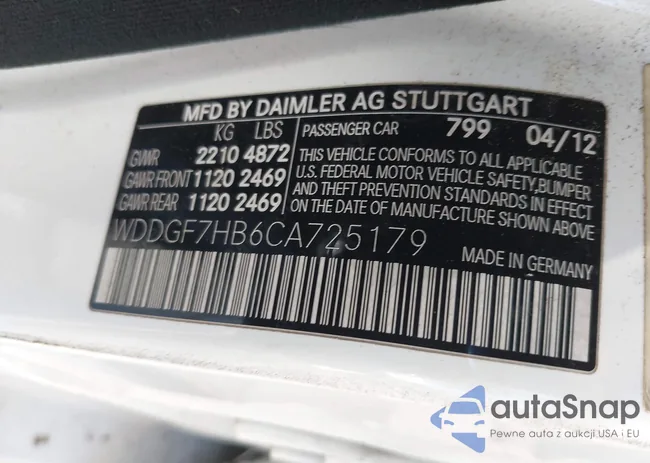 MFD BY DAIMLER AG STUTTGART
KG LBS
GVWR 2210 4872
GAWR FRONT 1120 2469
GAWR REAR 1120 2469
PASSENGER CAR 799 04/12
THIS VEHICLE CONFORMS TO ALL APPLICABLE
U.S. FEDERAL MOTOR VEHICLE SAFETY,BUMPER
AND THEFT PREVENTION STANDARDS IN EFFECT
ON THE DATE OF MANUFACTURE SHOWN ABOVE.
WDDGF7HB6CA725179
MADE IN GERMANY
autaSnap
Pewne auta z aukcji USA i EU